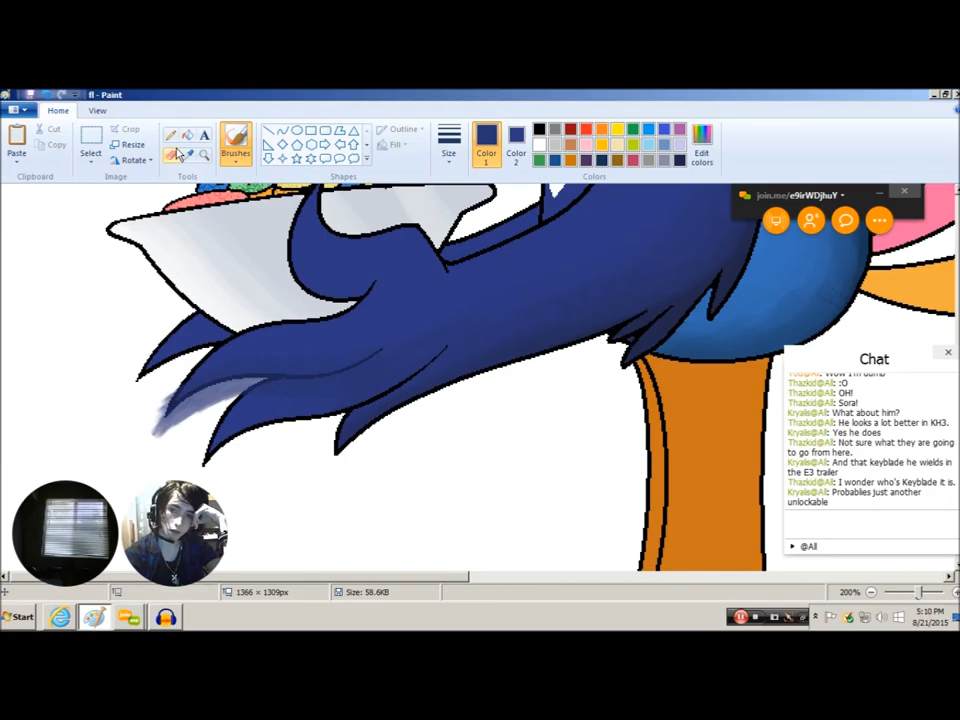 fl - Paint
Home View
Cut
Copy
Paste
Clipboard
Select
Crop
Resize
Rotate
Image
A
Tools
Brushes
Outline
Fill
Shapes
Size
Color 1
Color 2
Colors
Edit colors
join.me/e9irWDjhuY
Chat
Thazkid@All: :O
Thazkid@All: OH!
Thazkid@All: Sora!
Kryalis@All: What about him?
Thazkid@All: He looks a lot better in KH3.
Kryalis@All: Yes he does
Thazkid@All: Not sure what they are going
to go from here.
Kryalis@All: And that keyblade he wields in
the E3 trailer
Thazkid@All: I wonder who's Keyblade it is.
Kryalis@All: Probablies just another
unlockable
@All
1366 × 1309px
Size: 58.6KB
200%
Start
5:10 PM
8/21/2015